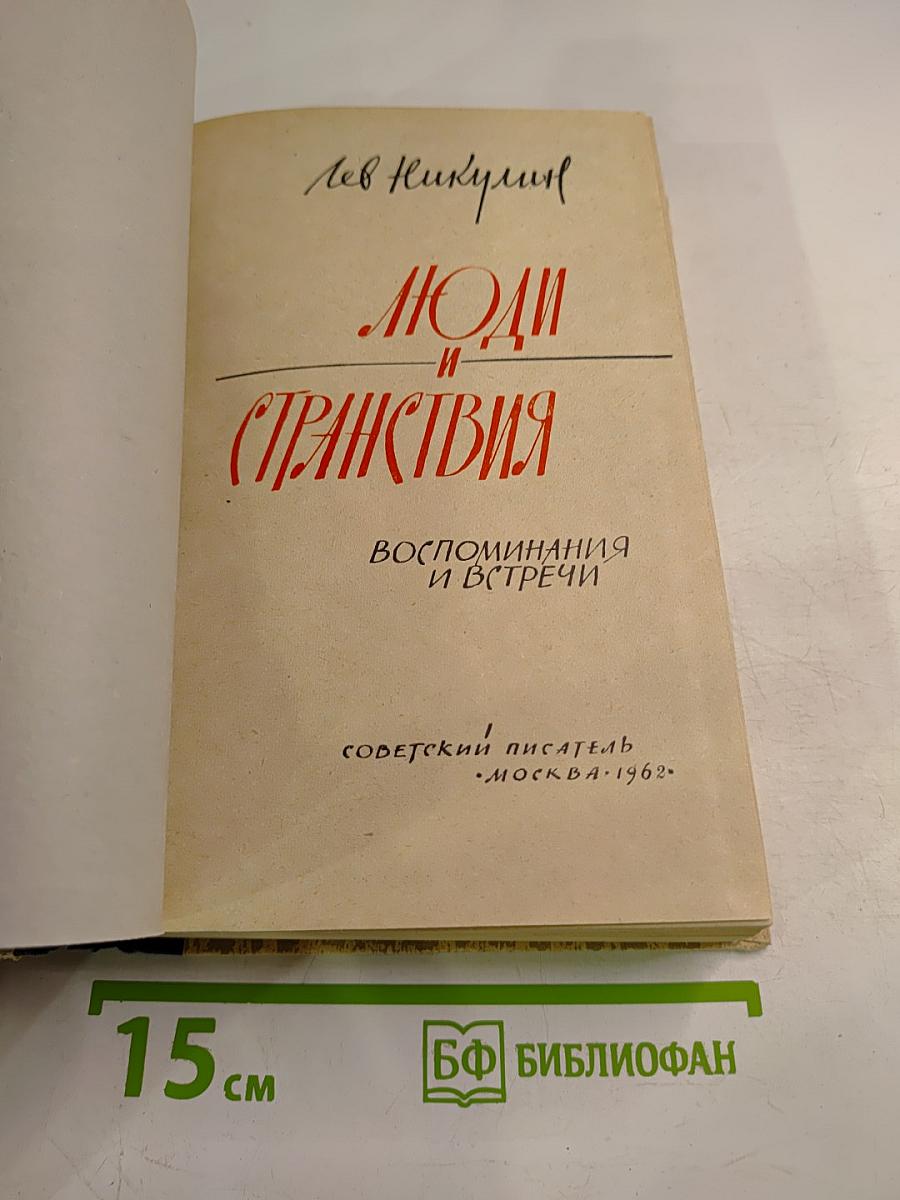 Лев Никулин
ЛЮДИ
И
СТРАНСТВИЯ
ВОСПОМИНАНИЯ
И ВСТРЕЧИ
СОВЕТСКИЙ ПИСАТЕЛЬ
•МОСКВА•1962•
15 см
БФ БИБЛИОФАН